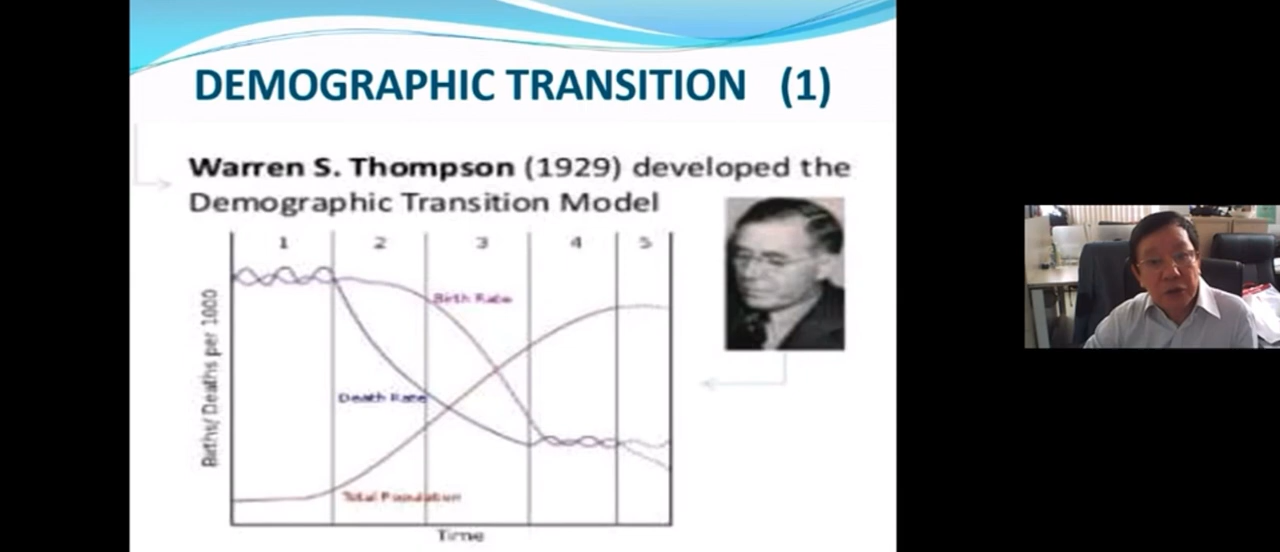 DEMOGRAPHIC TRANSITION (1)
Warren S. Thompson (1929) developed the
Demographic Transition Model
1 2 3 4 5
Birth Rate
Births/ Deaths per 1000
Death Rate
Total Population
Time